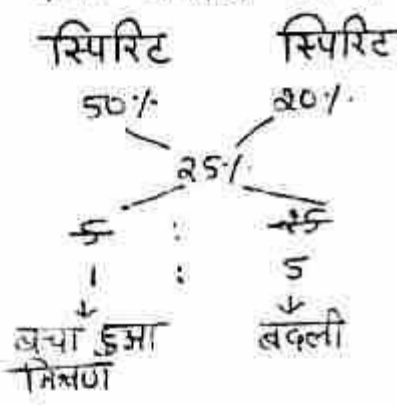 स्पिरिट स्पिरिट
50% 20%
25%
5 : 25
1 : 5
बचा हुआ बदली
मिश्रण